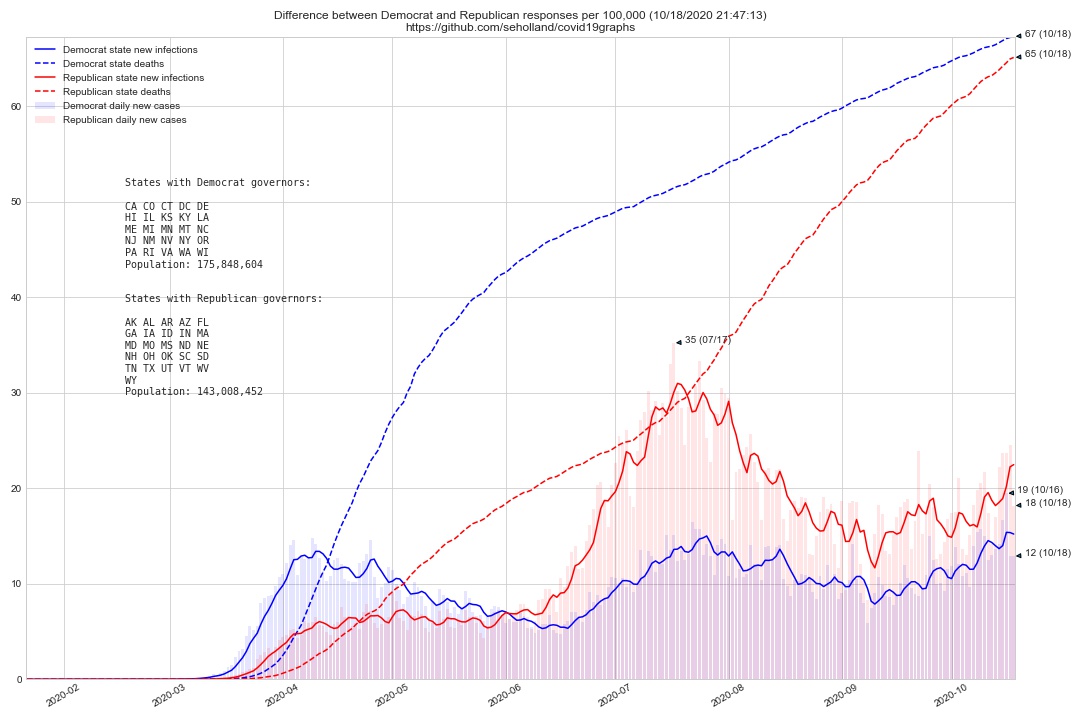 Difference between Democrat and Republican responses per 100,000 (10/18/2020 21:47:13)
https://github.com/seholland/covid19graphs
67 (10/18)
65 (10/18)
Democrat state new infections
Democrat state deaths
Republican state new infections
Republican state deaths
Democrat daily new cases
Republican daily new cases
60
50
40
30
20
10
0
States with Democrat governors:
CA CO CT DC DE
HI IL KS KY LA
ME MI MN MT NC
NJ NM NV NY OR
PA RI VA WA WI
Population: 175,848,604
States with Republican governors:
AK AL AR AZ FL
GA IA ID IN MA
MD MO MS ND NE
NH OH OK SC SD
TN TX UT VT WV
WY
Population: 143,008,452
35 (07/17)
19 (10/16)
18 (10/18)
12 (10/18)
2020-02
2020-03
2020-04
2020-05
2020-06
2020-07
2020-08
2020-09
2020-10